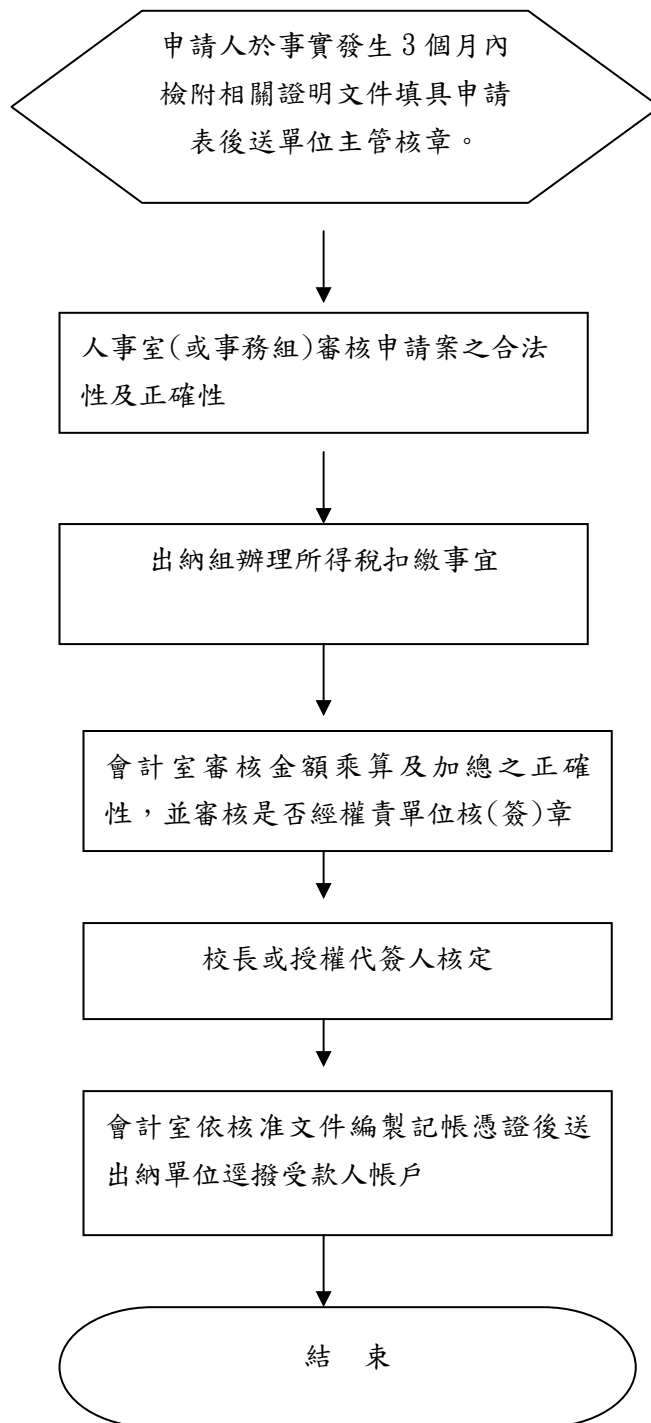 申請人於事實發生 3 個月內
檢附相關證明文件填具申請
表後送單位主管核章。
人事室(或事務組)審核申請案之合法
性及正確性
出納組辦理所得稅扣繳事宜
會計室審核金額乘算及加總之正確
性，並審核是否經權責單位核(簽)章
校長或授權代簽人核定
會計室依核准文件編製記帳憑證後送
出納單位逕撥受款人帳戶
結　束